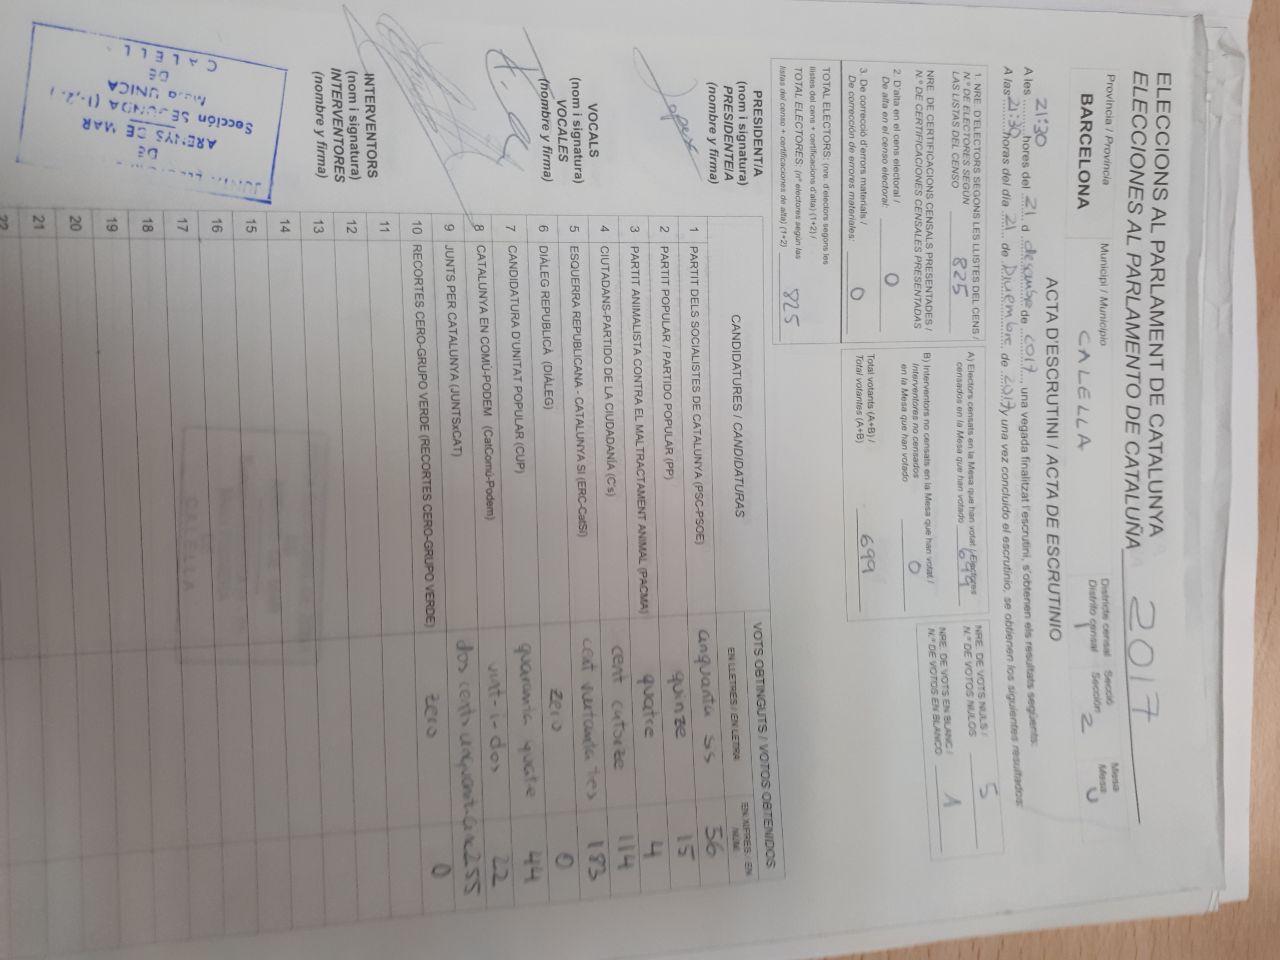 ELECCIONS AL PARLAMENT DE CATALUNYA
ELECCIONES AL PARLAMENTO DE CATALUÑA 2017
Província / Provincia
BARCELONA
Municipi / Municipio
CALELLA
Districte censal
Distrito censal
1
Secció
Sección
2
Mesa
Mesa
U
ACTA D'ESCRUTINI / ACTA DE ESCRUTINIO
A les 21:30 hores del 21 d desembre de 2017, una vegada finalitzat l'escrutini, s'obtenen els resultats següents:
A las 21:30 horas del día 21 de Diciembre de 2017 y una vez concluido el escrutinio, se obtienen los siguientes resultados:
1. NRE D'ELECTORS SEGONS LES LLISTES DEL CENS /
N.º DE ELECTORES SEGÚN
LAS LISTAS DEL CENSO 825
NRE. DE CERTIFICACIONS CENSALS PRESENTADES /
N.º DE CERTIFICACIONES CENSALES PRESENTADAS
2. D'alta en el cens electoral /
De alta en el censo electoral: 0
3. De correcció d'errors materials /
De corrección de errores materiales: 0
TOTAL ELECTORS: (nre. d'electors segons les
llistes del cens + certificacions d'alta) (1+2) /
TOTAL ELECTORES: (nº electores según las
listas del censo + certificaciones de alta) (1+2) 825
A) Electors censats en la Mesa que han votat / Electores
censados en la Mesa que han votado 699
B) Interventors no censats en la Mesa que han votat /
Interventores no censados
en la Mesa que han votado 0
Total votants (A+B) /
Total votantes (A+B) 699
NRE. DE VOTS NULS /
N.º DE VOTOS NULOS 5
NRE. DE VOTS EN BLANC /
N.º DE VOTOS EN BLANCO 1
PRESIDENT/A
(nom i signatura)
PRESIDENTE/A
(nombre y firma)
VOCALS
(nom i signatura)
VOCALES
(nombre y firma)
INTERVENTORS
(nom i signatura)
INTERVENTORES
(nombre y firma)
CANDIDATURES / CANDIDATURAS
VOTS OBTINGUTS / VOTOS OBTENIDOS
EN LLETRES / EN LETRA
EN XIFRES / EN NÚM
1 PARTIT DELS SOCIALISTES DE CATALUNYA (PSC-PSOE) cinquanta sis 56
2 PARTIT POPULAR / PARTIDO POPULAR (PP) quinze 15
3 PARTIT ANIMALISTA CONTRA EL MALTRACTAMENT ANIMAL (PACMA) quatre 4
4 CIUTADANS-PARTIDO DE LA CIUDADANÍA (C's) cent catorze 114
5 ESQUERRA REPUBLICANA - CATALUNYA SÍ (ERC-CatSí) cent vuitanta tres 183
6 DIÀLEG REPUBLICÀ (DIÀLEG) zero 0
7 CANDIDATURA D'UNITAT POPULAR (CUP) quaranta quatre 44
8 CATALUNYA EN COMÚ-PODEM (CatComú-Podem) vint-i-dos 22
9 JUNTS PER CATALUNYA (JUNTSxCAT) dos cents cinquanta cinc 255
10 RECORTES CERO-GRUPO VERDE (RECORTES CERO-GRUPO VERDE) zero 0
11
12
13
14
15
16
17
18
19
20
21
22
DE
ARENYS DE MAR
Sección SEGUNDA
Mesa UNICA
DE
CALELL